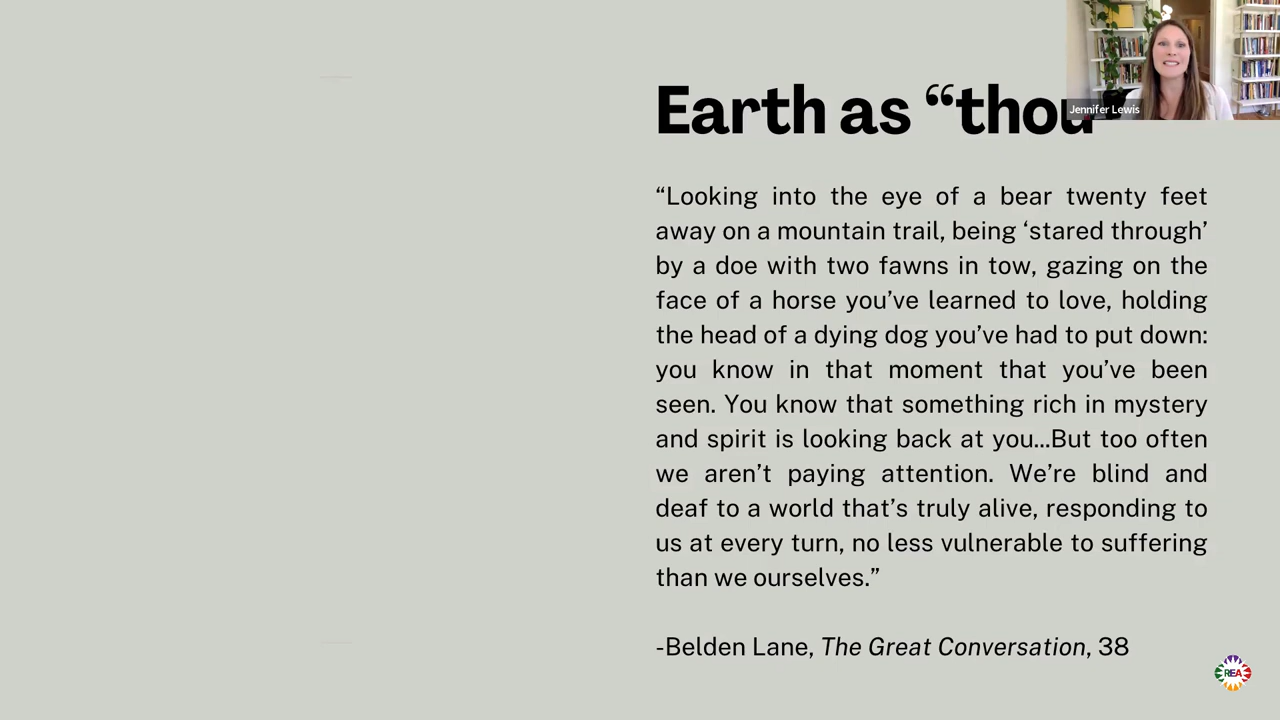 Earth as “thou
Jennifer Lewis
“Looking into the eye of a bear twenty feet
away on a mountain trail, being ‘stared through’
by a doe with two fawns in tow, gazing on the
face of a horse you’ve learned to love, holding
the head of a dying dog you’ve had to put down:
you know in that moment that you’ve been
seen. You know that something rich in mystery
and spirit is looking back at you...But too often
we aren’t paying attention. We’re blind and
deaf to a world that’s truly alive, responding to
us at every turn, no less vulnerable to suffering
than we ourselves.”
-Belden Lane, The Great Conversation, 38
REA